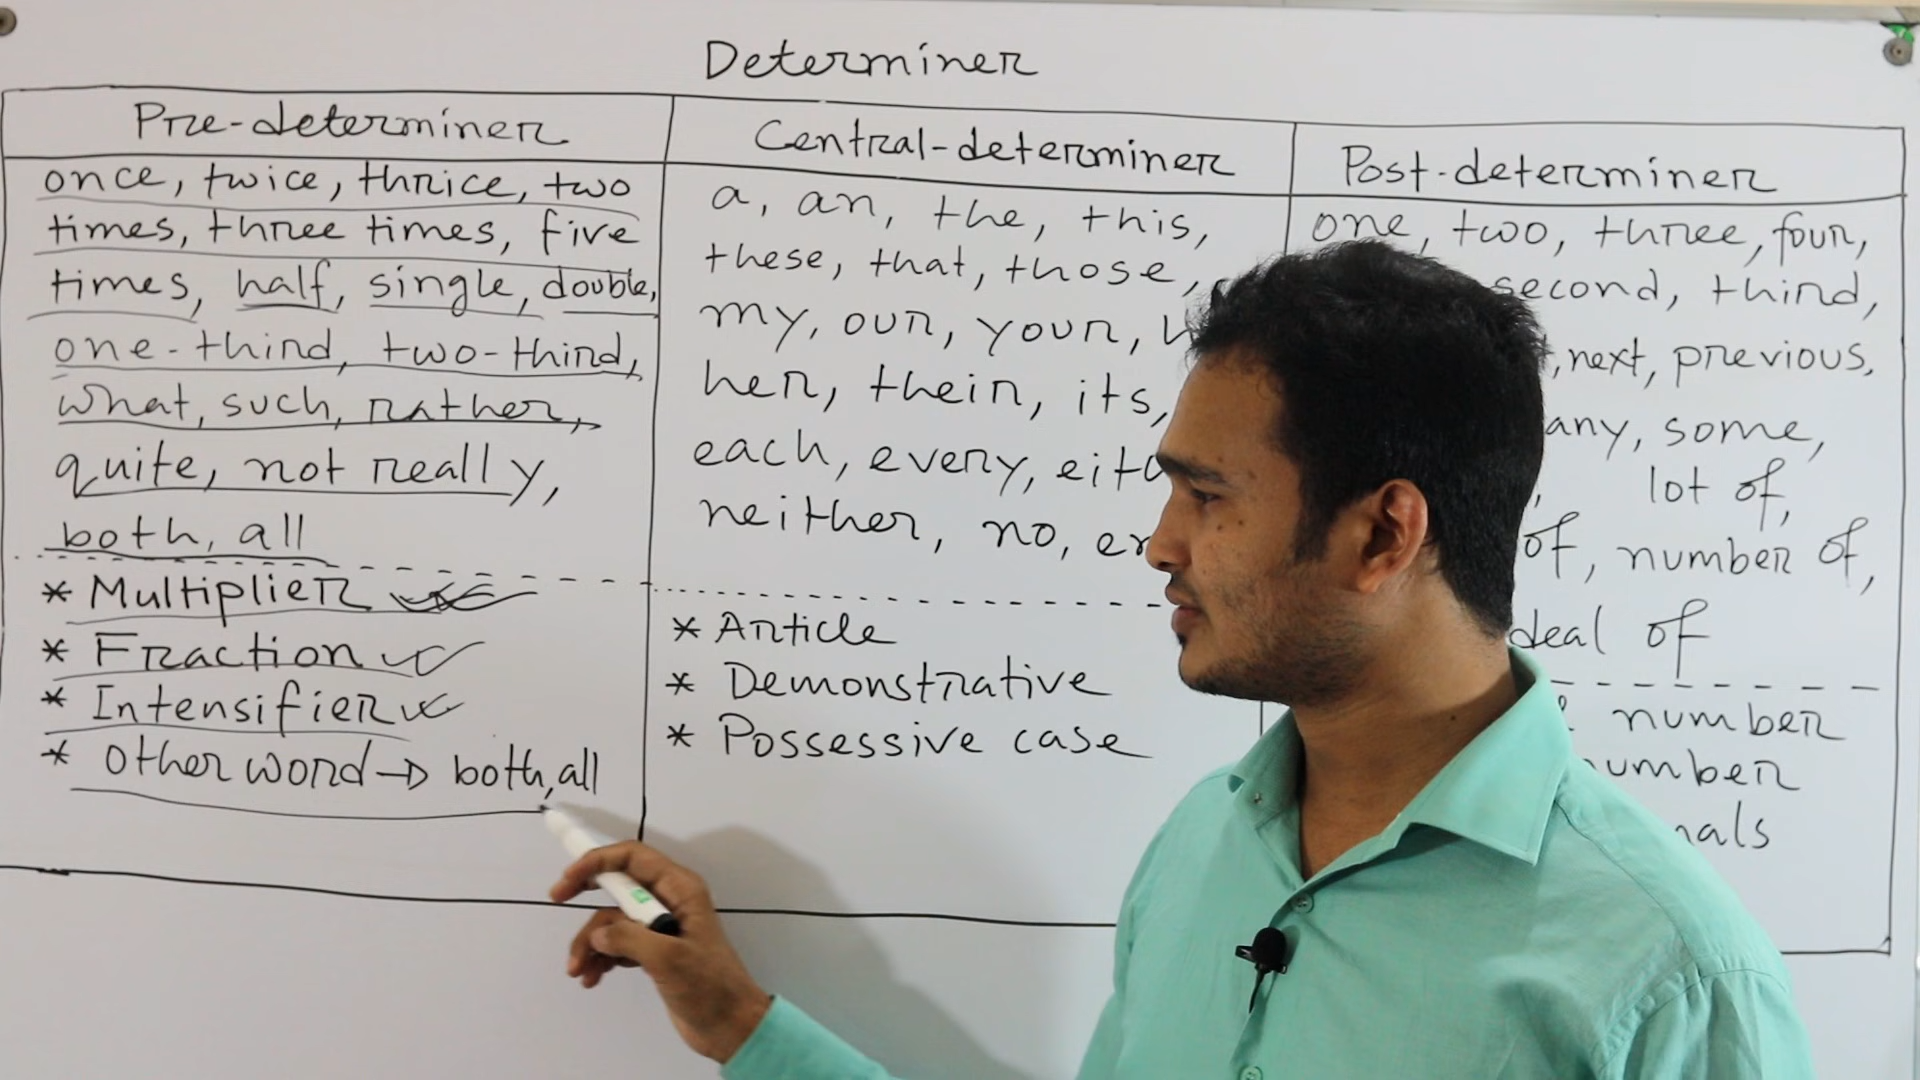 Determiner
Pre-determiner
once, twice, thrice, two
times, three times, five
times, half, single, double,
one-third, two-third,
what, such, rather,
quite, not really,
both, all
* Multiplier
* Fraction
* Intensifier
* other word → both, all
Central-determiner
a, an, the, this,
these, that, those,
my, our, your,
her, their, its,
each, every,
neither, no,
* Article
* Demonstrative
* Possessive case
Post-determiner
one, two, three, four,
second, third,
, next, previous,
some,
lot of,
of, number of,
deal of
number
number